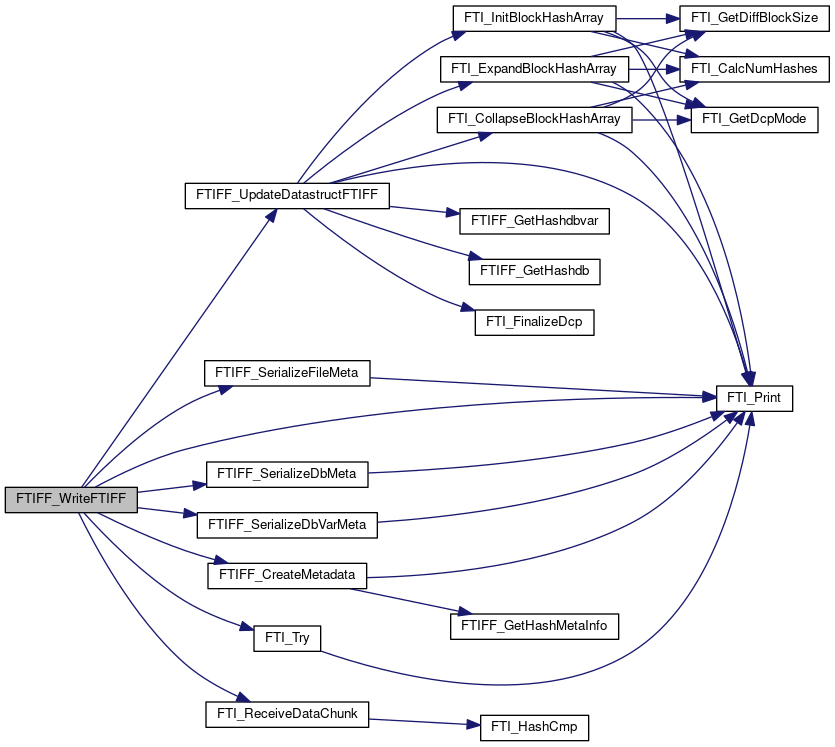 FTI_InitBlockHashArray
FTI_GetDiffBlockSize
FTI_ExpandBlockHashArray
FTI_CalcNumHashes
FTI_CollapseBlockHashArray
FTI_GetDcpMode
FTIFF_UpdateDatastructFTIFF
FTIFF_GetHashdbvar
FTIFF_GetHashdb
FTI_FinalizeDcp
FTIFF_SerializeFileMeta
FTI_Print
FTIFF_SerializeDbMeta
FTIFF_WriteFTIFF
FTIFF_SerializeDbVarMeta
FTIFF_CreateMetadata
FTIFF_GetHashMetaInfo
FTI_Try
FTI_ReceiveDataChunk
FTI_HashCmp